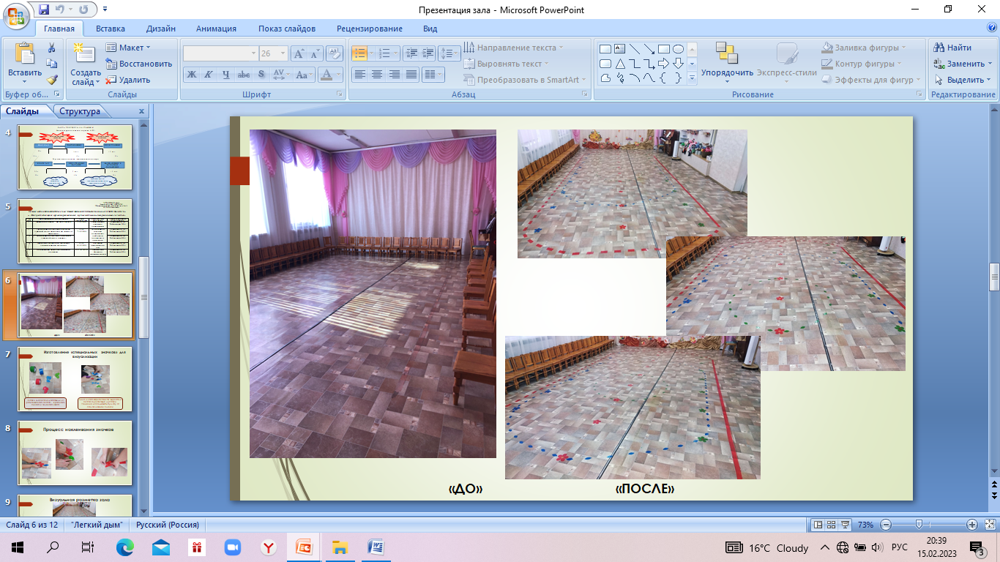 Презентация зала - Microsoft PowerPoint
Главная Вставка Дизайн Анимация Показ слайдов Рецензирование Вид
Вставить
Буфер об...
Создать слайд
Макет
Восстановить
Удалить
Слайды
26
Ж К Ч abc S AV Aa А
Шрифт
Направление текста
Выровнять текст
Преобразовать в SmartArt
Абзац
Упорядочить
Экспресс-стили
Заливка фигуры
Контур фигуры
Эффекты для фигур
Рисование
Найти
Заменить
Выделить
Редактирование
Слайды Структура x
4
5
6
7
Изготовление «специальных значков» для
визуализации
8
Процесс наклеивания значков
9
Визуальная разметка зала
«ДО» «ПОСЛЕ»
Слайд 6 из 12 "Легкий дым" Русский (Россия) 73%
16°C Cloudy РУС 20:39
15.02.2023
3